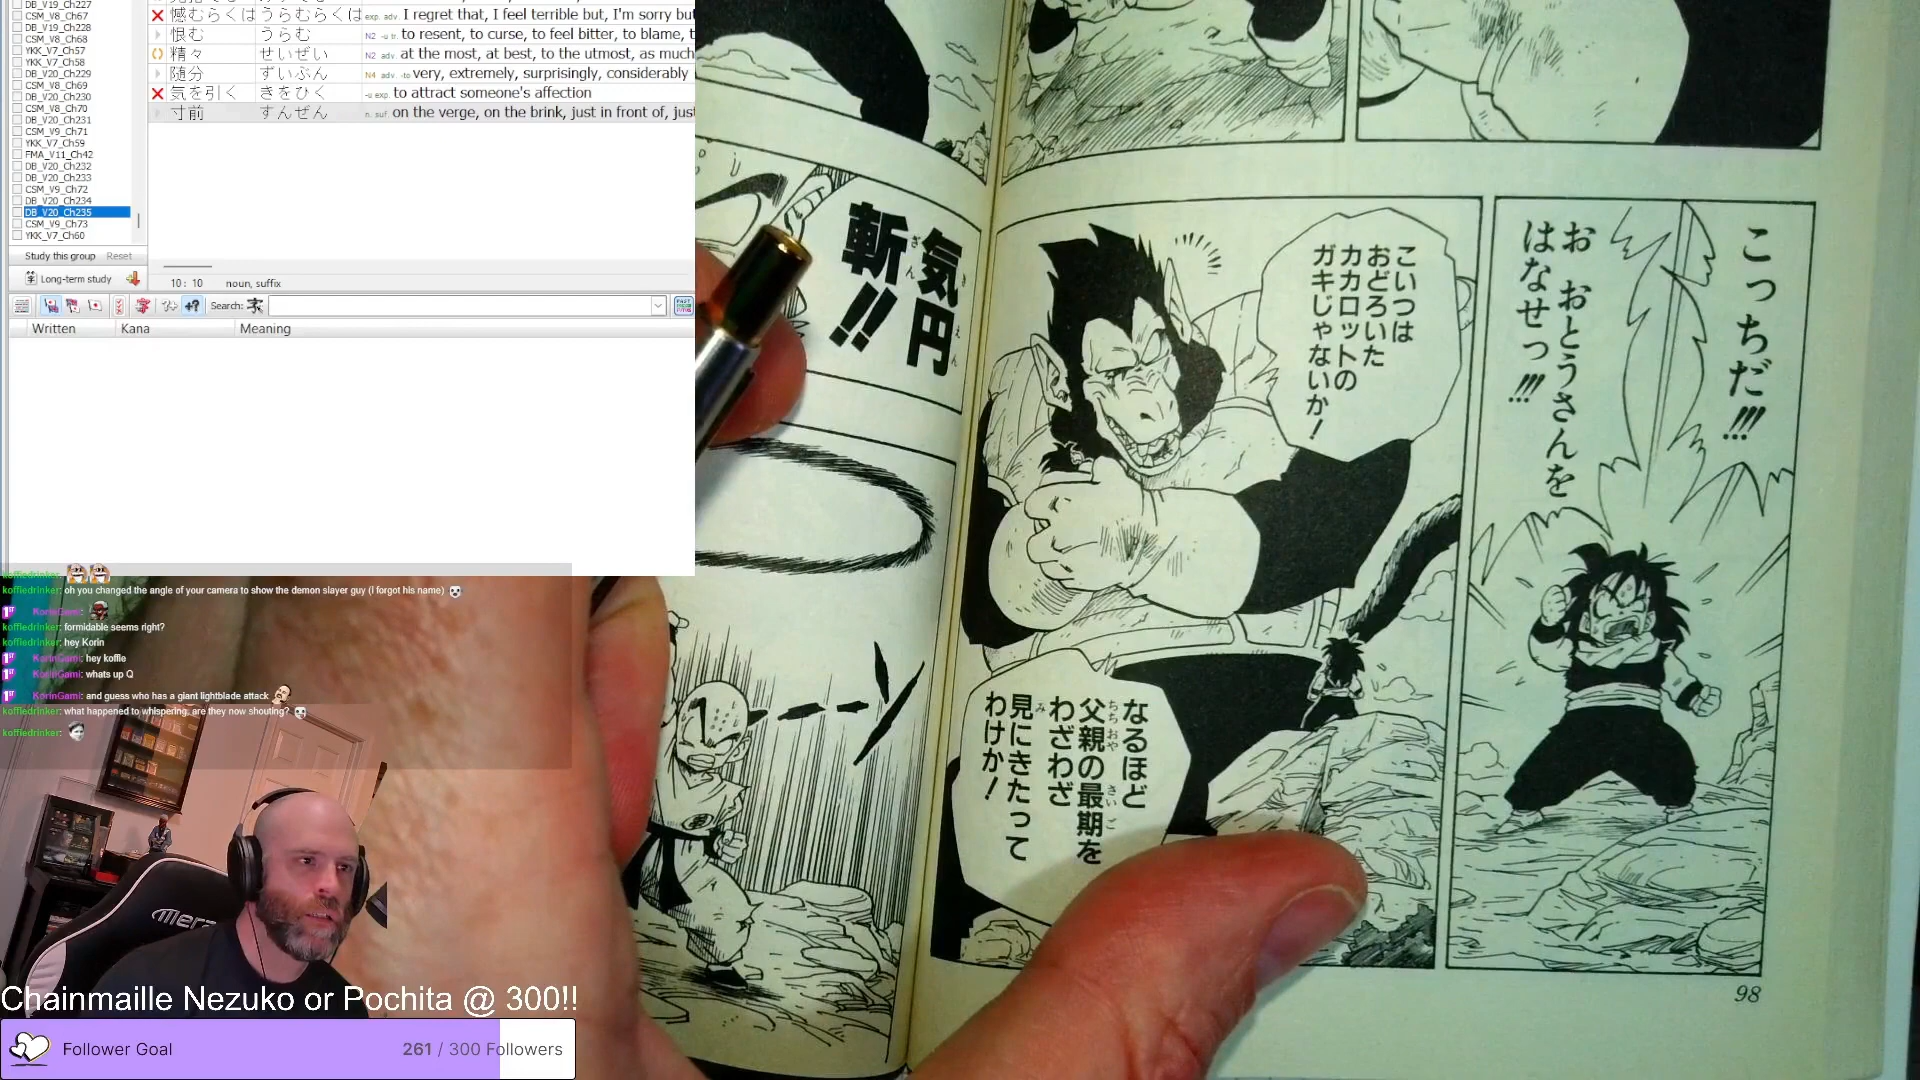 DB_V19_Ch227
CSM_V8_Ch67
DB_V19_Ch228
CSM_V8_Ch68
YKK_V7_Ch57
YKK_V7_Ch58
DB_V20_Ch229
CSM_V8_Ch69
DB_V20_Ch230
CSM_V8_Ch70
DB_V20_Ch231
CSM_V9_Ch71
YKK_V7_Ch59
FMA_V11_Ch42
DB_V20_Ch232
DB_V20_Ch233
CSM_V9_Ch72
DB_V20_Ch234
DB_V20_Ch235
CSM_V9_Ch73
YKK_V7_Ch60
Study this group Reset
Long-term study
憾むらくは うらむらくは exp. adv. I regret that, I feel terrible but, I'm sorry but
恨む うらむ N2 -u tr. to resent, to curse, to feel bitter, to blame, t
精々 せいぜい N2 adv. at the most, at best, to the utmost, as much
随分 ずいぶん N4 adv. -to very, extremely, surprisingly, considerably
気を引く きをひく -u exp. to attract someone's affection
寸前 すんぜん n. suf. on the verge, on the brink, just in front of, jus
10: 10 noun, suffix
Search:
Written Kana Meaning
koffiedrinker:
koffiedrinker: oh you changed the angle of your camera to show the demon slayer guy (I forgot his name)
1st KorinGami:
koffiedrinker: formidable seems right?
koffiedrinker: hey Korin
1st KorinGami: hey koffie
1st KorinGami: whats up Q
1st KorinGami: and guess who has a giant lightblade attack
koffiedrinker: what happened to whispering, are they now shouting?
koffiedrinker:
Chainmaille Nezuko or Pochita @ 300!!
Follower Goal 261 / 300 Followers
こっちだ!!!
お おとうさんを
はなせっ!!!
こいつは
おどろいた
カカロットの
ガキじゃないか!
なるほど
父親の最期を
わざわざ
見にきたって
わけか!
気円
斬!!
98